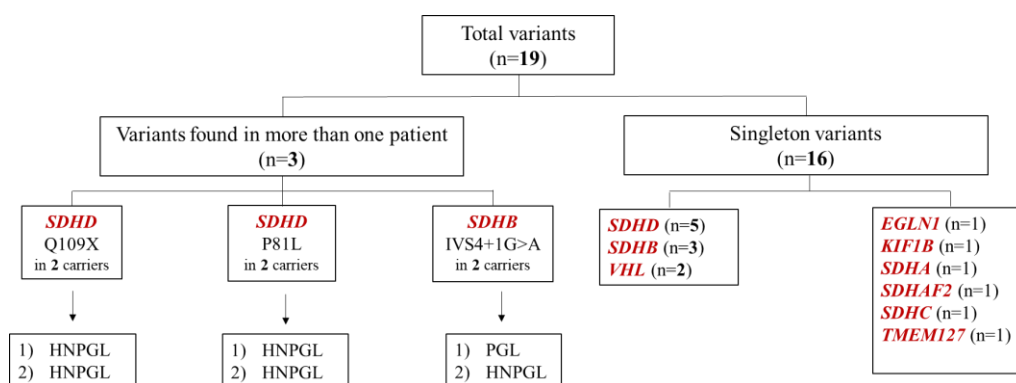 Total variants
(n=19)
Variants found in more than one patient
(n=3)
Singleton variants
(n=16)
SDHD
Q109X
in 2 carriers
SDHD
P81L
in 2 carriers
SDHB
IVS4+1G>A
in 2 carriers
SDHD (n=5)
SDHB (n=3)
VHL (n=2)
EGLN1 (n=1)
KIF1B (n=1)
SDHA (n=1)
SDHAF2 (n=1)
SDHC (n=1)
TMEM127 (n=1)
1) HNPGL
2) HNPGL
1) HNPGL
2) HNPGL
1) PGL
2) HNPGL